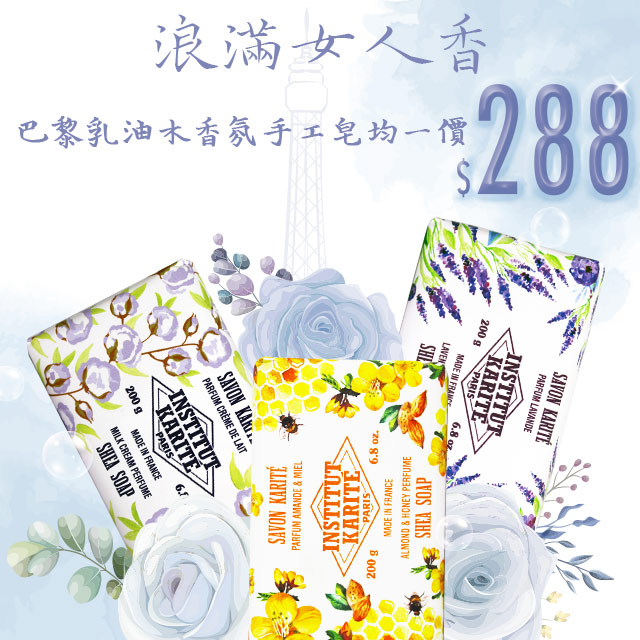 浪滿女人香
巴黎乳油木香氛手工皂均一價
$288
SAVON KARITÉ
PARFUM CRÈME DE LAIT
INSTITUT
KARITÉ
PARIS
200 g
MADE IN FRANCE
MILK CREAM PERFUME
SHEA SOAP
SAVON KARITÉ
PARFUM AMANDE & MIEL
INSTITUT
KARITÉ
PARIS
6.8 oz.
200 g
MADE IN FRANCE
ALMOND & HONEY PERFUME
SHEA SOAP
SAVON KARITÉ
PARFUM LAVANDE
INSTITUT
KARITÉ
PARIS
200 g
6.8 oz.
MADE IN FRANCE
SHEA SOAP